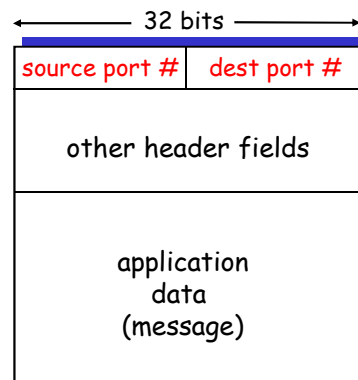 32 bits
source port # dest port #
other header fields
application
data
(message)